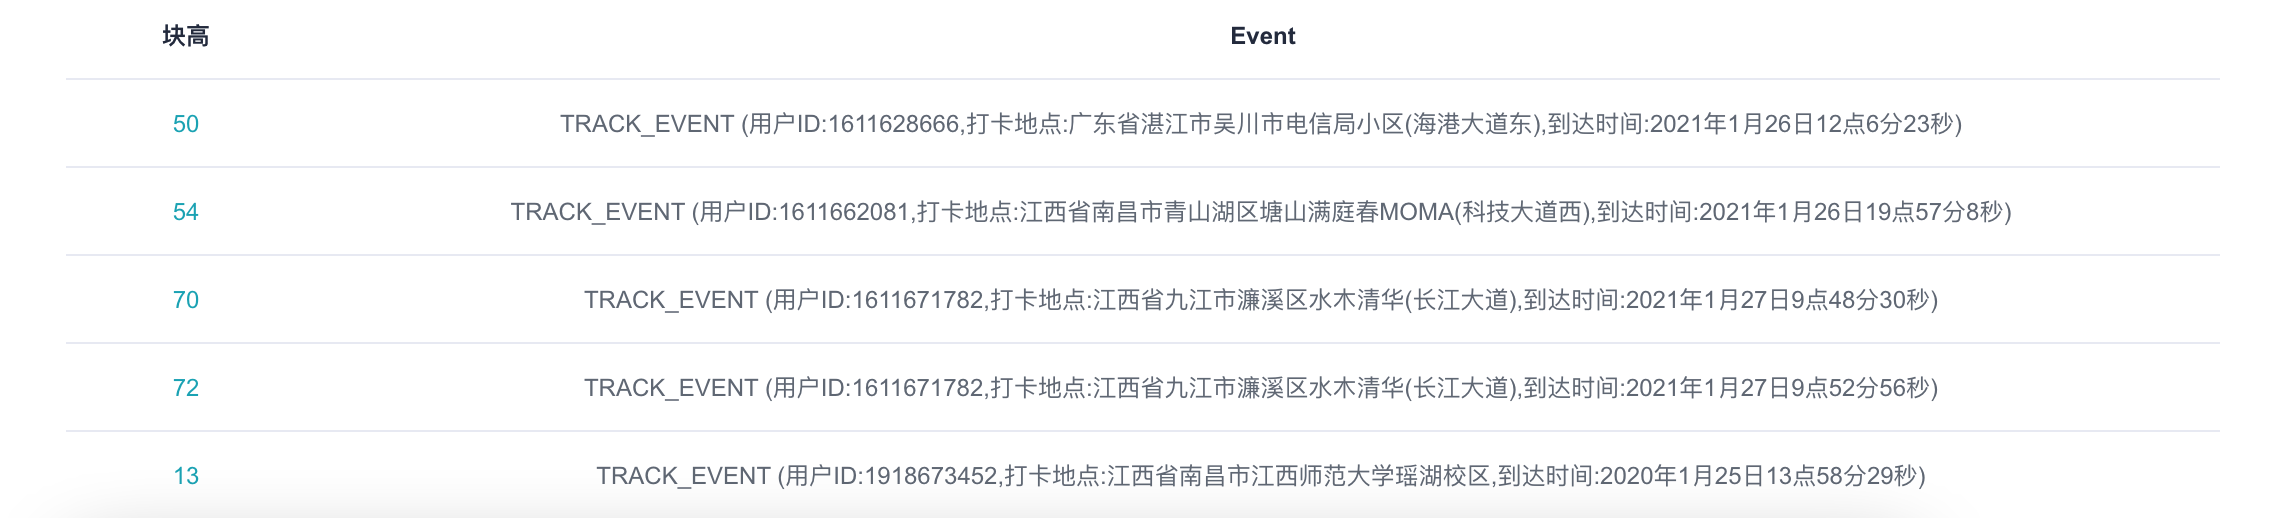 块高 Event
50 TRACK_EVENT (用户ID:1611628666,打卡地点:广东省湛江市吴川市电信局小区(海港大道东),到达时间:2021年1月26日12点6分23秒)
54 TRACK_EVENT (用户ID:1611662081,打卡地点:江西省南昌市青山湖区塘山满庭春MOMA(科技大道西),到达时间:2021年1月26日19点57分8秒)
70 TRACK_EVENT (用户ID:1611671782,打卡地点:江西省九江市濂溪区水木清华(长江大道),到达时间:2021年1月27日9点48分30秒)
72 TRACK_EVENT (用户ID:1611671782,打卡地点:江西省九江市濂溪区水木清华(长江大道),到达时间:2021年1月27日9点52分56秒)
13 TRACK_EVENT (用户ID:1918673452,打卡地点:江西省南昌市江西师范大学瑶湖校区,到达时间:2020年1月25日13点58分29秒)